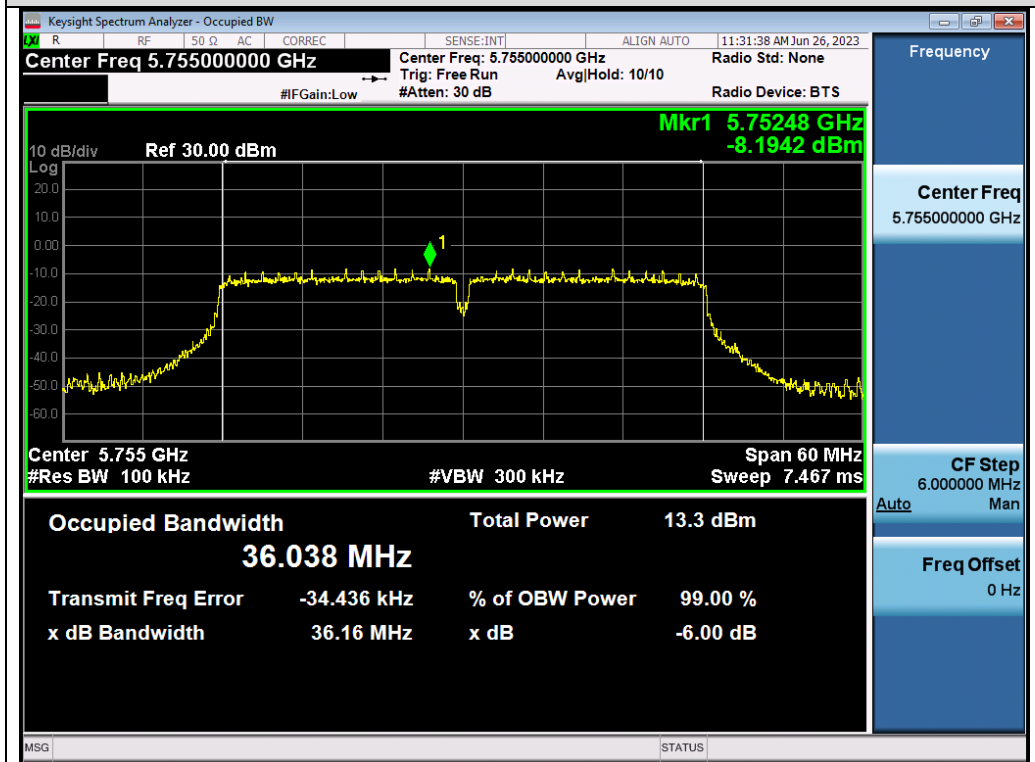 Keysight Spectrum Analyzer - Occupied BW
LXI R RF 50 Ω AC CORREC SENSE:INT ALIGN AUTO 11:31:38 AM Jun 26, 2023
Center Freq 5.755000000 GHz
Center Freq: 5.755000000 GHz Radio Std: None
Trig: Free Run Avg|Hold: 10/10
#IFGain:Low #Atten: 30 dB Radio Device: BTS
Frequency
Mkr1 5.75248 GHz
-8.1942 dBm
10 dB/div Ref 30.00 dBm
Log
20.0
10.0
0.00
-10.0
-20.0
-30.0
-40.0
-50.0
-60.0
1
Center 5.755 GHz Span 60 MHz
#Res BW 100 kHz #VBW 300 kHz Sweep 7.467 ms
Center Freq
5.755000000 GHz
CF Step
6.000000 MHz
Auto Man
Freq Offset
0 Hz
Occupied Bandwidth Total Power 13.3 dBm
36.038 MHz
Transmit Freq Error -34.436 kHz % of OBW Power 99.00 %
x dB Bandwidth 36.16 MHz x dB -6.00 dB
MSG STATUS